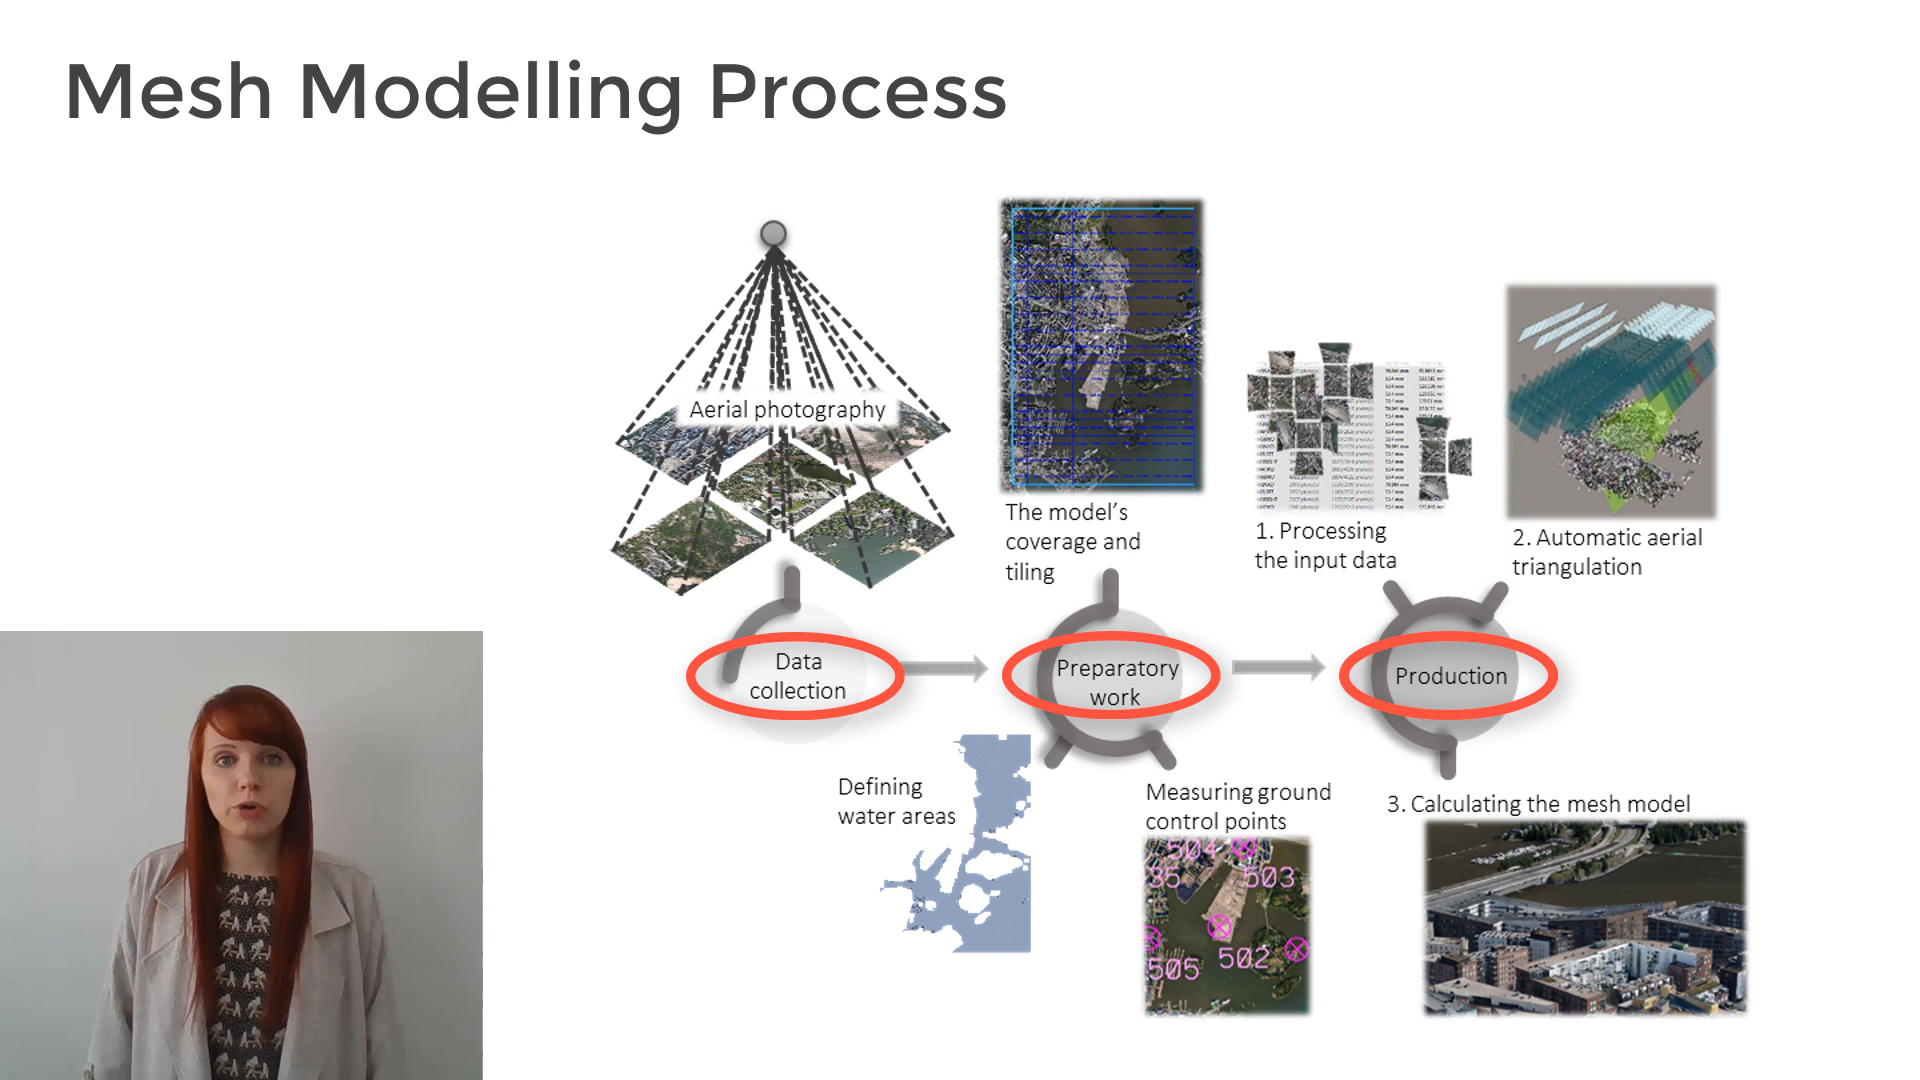 Mesh Modelling Process
Aerial photography
The model's
coverage and
tiling
1. Processing
the input data
2. Automatic aerial
triangulation
Data
collection
Preparatory
work
Production
Defining
water areas
Measuring ground
control points
504
35
503
502
505
3. Calculating the mesh model